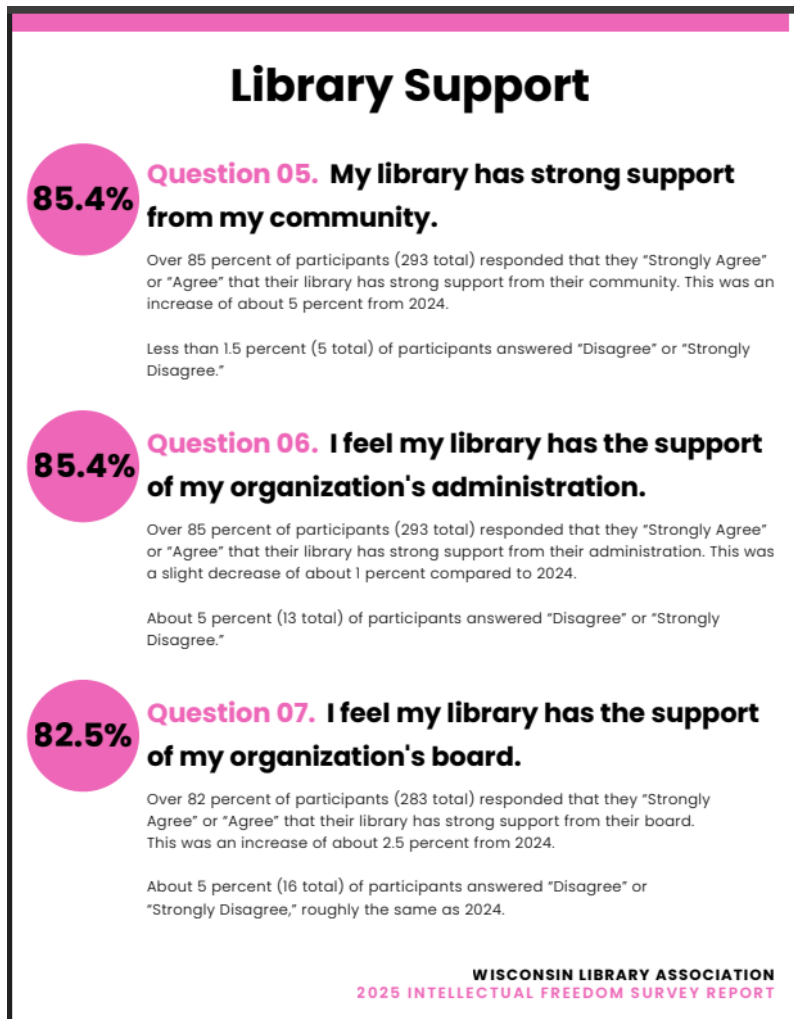 Library Support
85.4%
Question 05. My library has strong support
from my community.
Over 85 percent of participants (293 total) responded that they “Strongly Agree”
or “Agree” that their library has strong support from their community. This was an
increase of about 5 percent from 2024.
Less than 1.5 percent (5 total) of participants answered “Disagree” or “Strongly
Disagree.”
85.4%
Question 06. I feel my library has the support
of my organization's administration.
Over 85 percent of participants (293 total) responded that they “Strongly Agree”
or “Agree” that their library has strong support from their administration. This was
a slight decrease of about 1 percent compared to 2024.
About 5 percent (13 total) of participants answered “Disagree” or “Strongly
Disagree.”
82.5%
Question 07. I feel my library has the support
of my organization's board.
Over 82 percent of participants (283 total) responded that they “Strongly
Agree” or “Agree” that their library has strong support from their board.
This was an increase of about 2.5 percent from 2024.
About 5 percent (16 total) of participants answered “Disagree” or
“Strongly Disagree,” roughly the same as 2024.
WISCONSIN LIBRARY ASSOCIATION
2025 INTELLECTUAL FREEDOM SURVEY REPORT